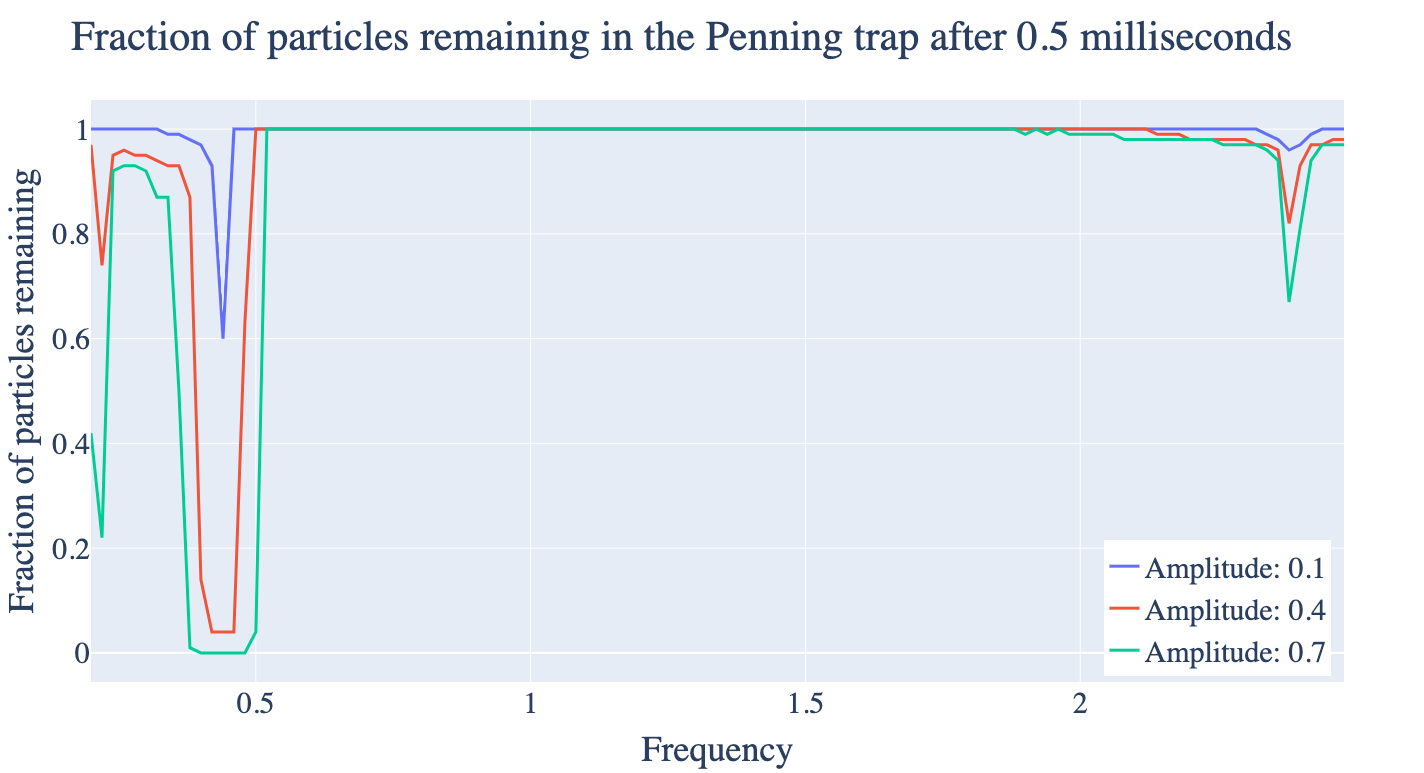 Fraction of particles remaining in the Penning trap after 0.5 milliseconds
Fraction of particles remaining
1
0.8
0.6
0.4
0.2
0
0.5
1
1.5
2
Frequency
Amplitude: 0.1
Amplitude: 0.4
Amplitude: 0.7